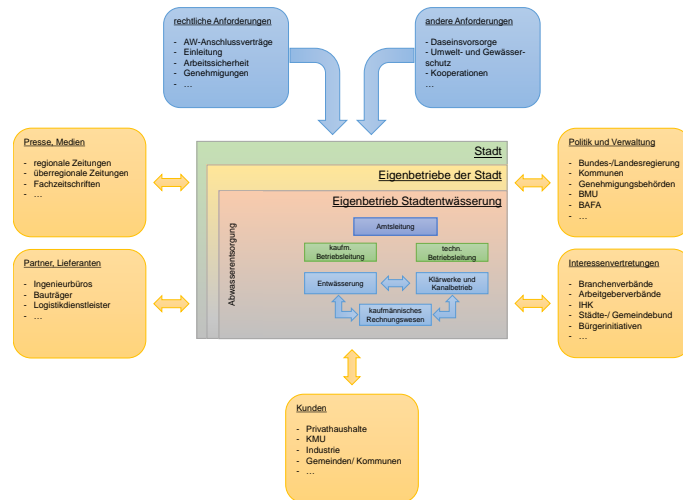 rechtliche Anforderungen
- AW-Anschlussverträge
- Einleitung
- Arbeitssicherheit
- Genehmigungen
- …
andere Anforderungen
- Daseinsvorsorge
- Umwelt- und Gewässer-
schutz
- Kooperationen
- …
Presse, Medien
- regionale Zeitungen
- überregionale Zeitungen
- Fachzeitschriften
- …
Partner, Lieferanten
- Ingenieurbüros
- Bauträger
- Logistikdienstleister
- …
Stadt
Eigenbetriebe der Stadt
Eigenbetrieb Stadtentwässerung
Abwasserentsorgung
Amtsleitung
kaufm.
Betriebsleitung
techn.
Betriebsleitung
Entwässerung
Klärwerke und
Kanalbetrieb
kaufmännisches
Rechnungswesen
Politik und Verwaltung
- Bundes-/Landesregierung
- Kommunen
- Genehmigungsbehörden
- BMU
- BAFA
- …
Interessenvertretungen
- Branchenverbände
- Arbeitgeberverbände
- IHK
- Städte-/ Gemeindebund
- Bürgerinitiativen
- …
Kunden
- Privathaushalte
- KMU
- Industrie
- Gemeinden/ Kommunen
- …